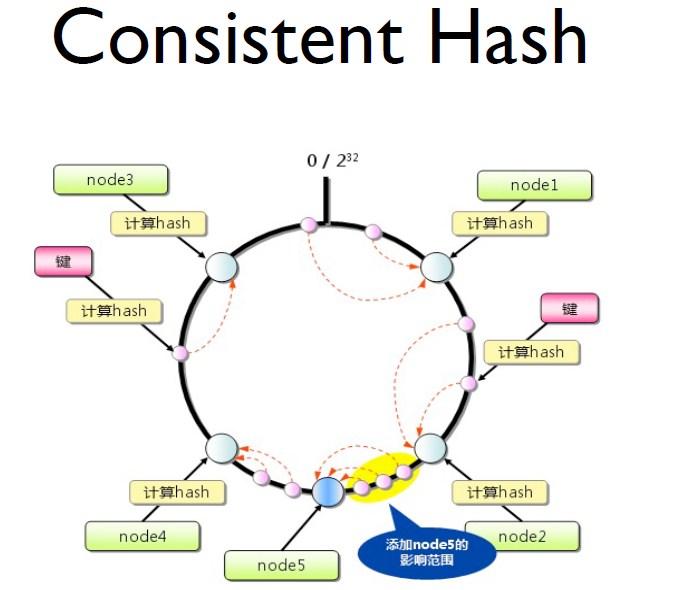 Consistent Hash
0 / 2³²
node3
node1
计算hash
计算hash
键
键
计算hash
计算hash
计算hash
计算hash
node4
node2
添加node5的
影响范围
node5